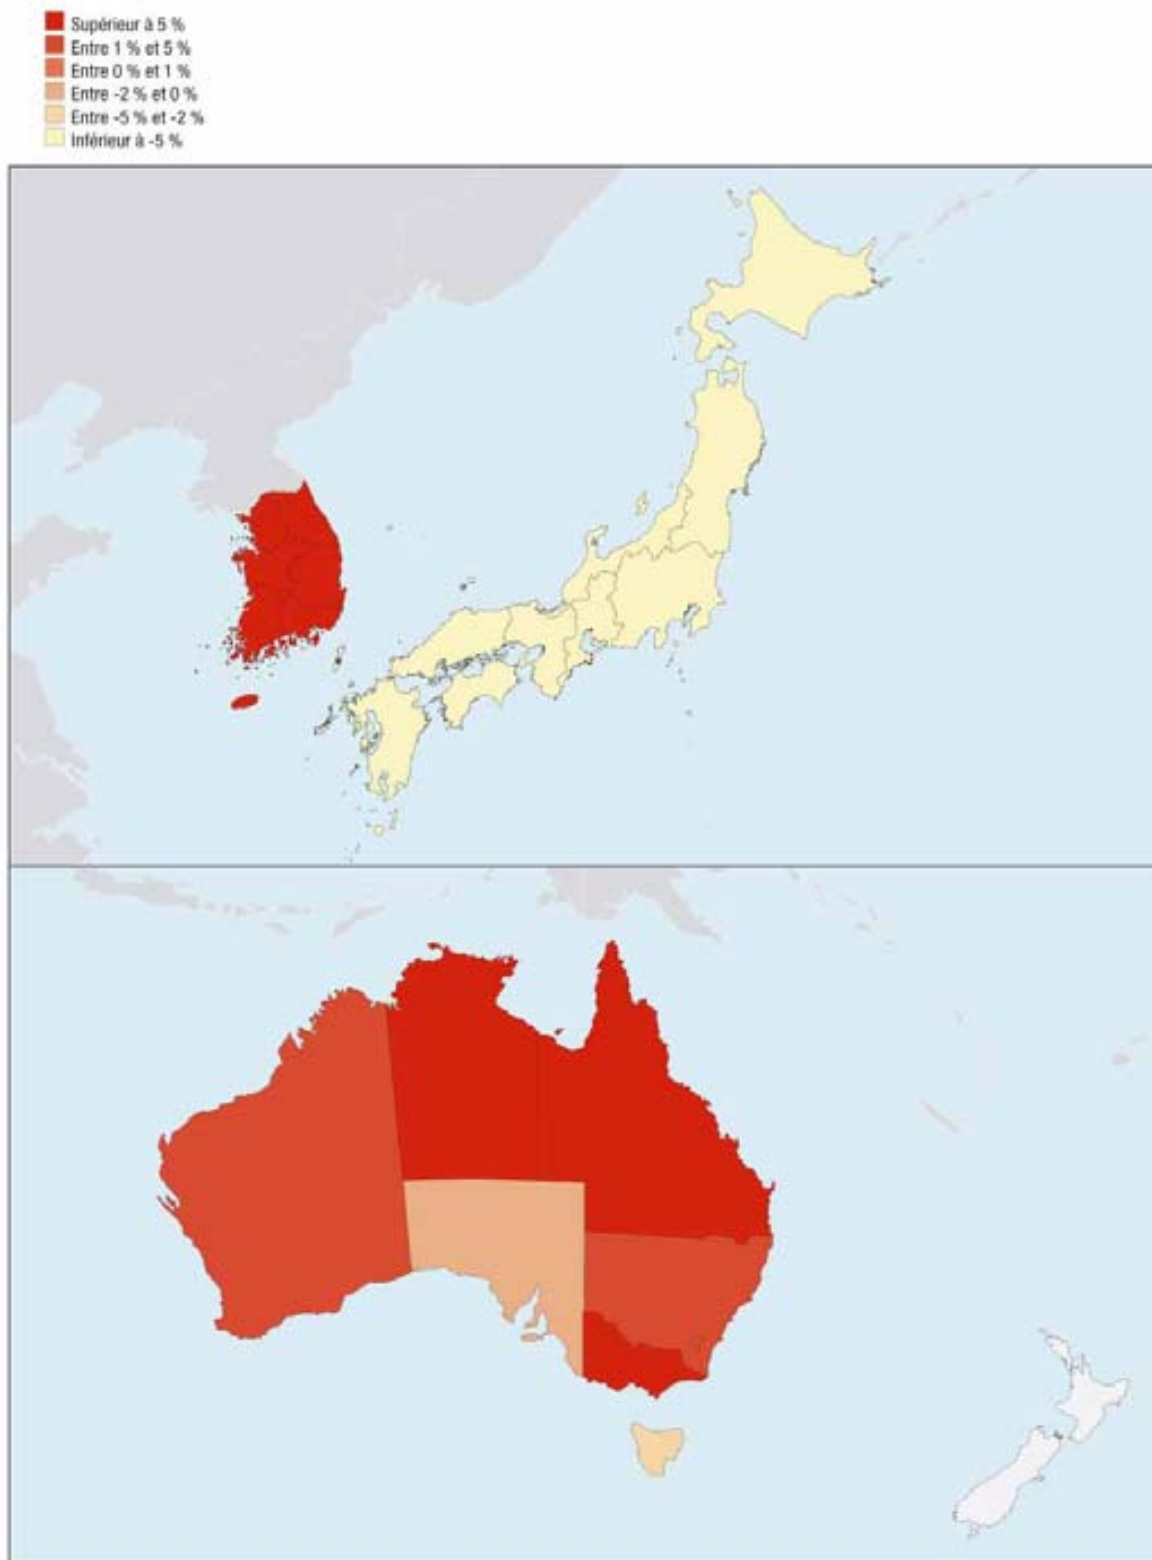 Supérieur à 5 %
Entre 1 % et 5 %
Entre 0 % et 1 %
Entre -2 % et 0 %
Entre -5 % et -2 %
Inférieur à -5 %